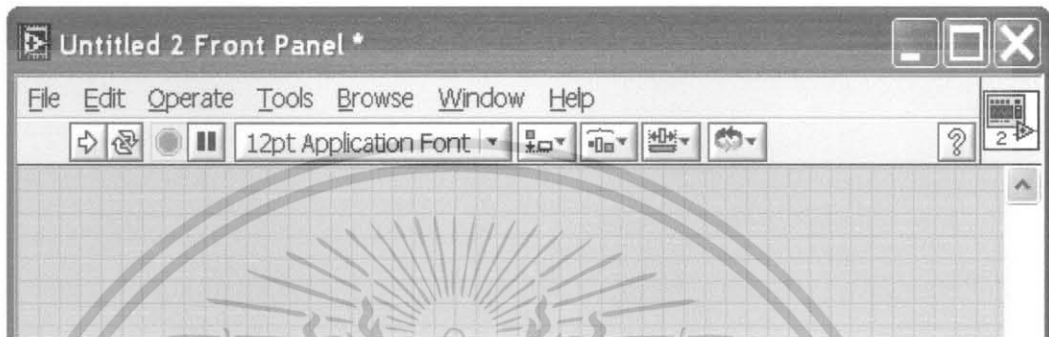 Untitled 2 Front Panel *
File Edit Operate Tools Browse Window Help
12pt Application Font
?
2